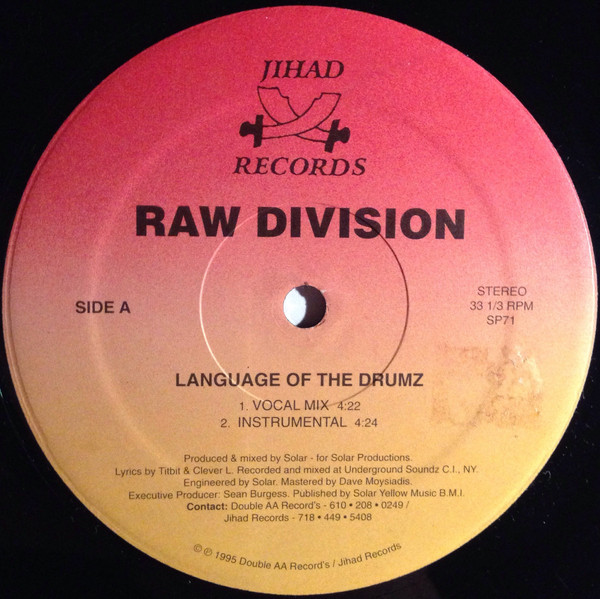 JIHAD
RECORDS
RAW DIVISION
SIDE A
STEREO
33 1/3 RPM
SP71
LANGUAGE OF THE DRUMZ
1. VOCAL MIX 4:22
2. INSTRUMENTAL 4:24
Produced & mixed by Solar - for Solar Productions.
Lyrics by Titbit & Clever L. Recorded and mixed at Underground Soundz C.I., NY.
Engineered by Solar. Mastered by Dave Moysiadis.
Executive Producer: Sean Burgess. Published by Solar Yellow Music B.M.I.
Contact: Double AA Record's - 610 • 208 • 0249 /
Jihad Records - 718 • 449 • 5408
© ℗ 1995 Double AA Record's / Jihad Records